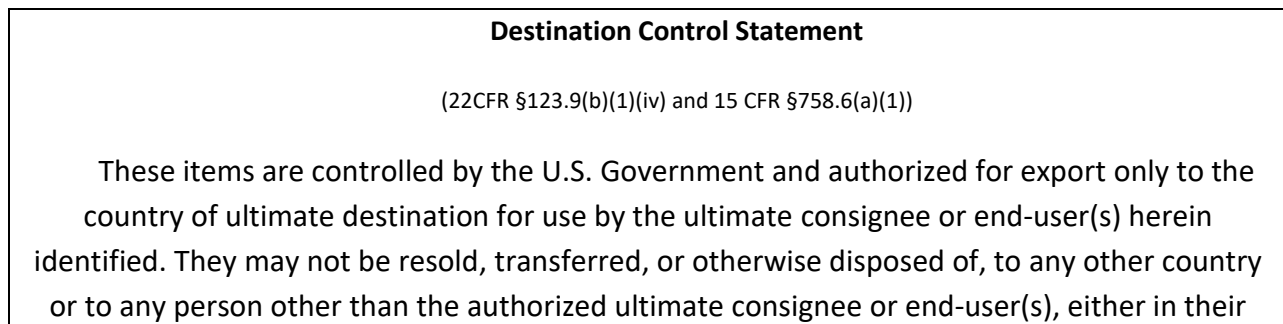 Destination Control Statement
(22CFR §123.9(b)(1)(iv) and 15 CFR §758.6(a)(1))
These items are controlled by the U.S. Government and authorized for export only to the
country of ultimate destination for use by the ultimate consignee or end-user(s) herein
identified. They may not be resold, transferred, or otherwise disposed of, to any other country
or to any person other than the authorized ultimate consignee or end-user(s), either in their